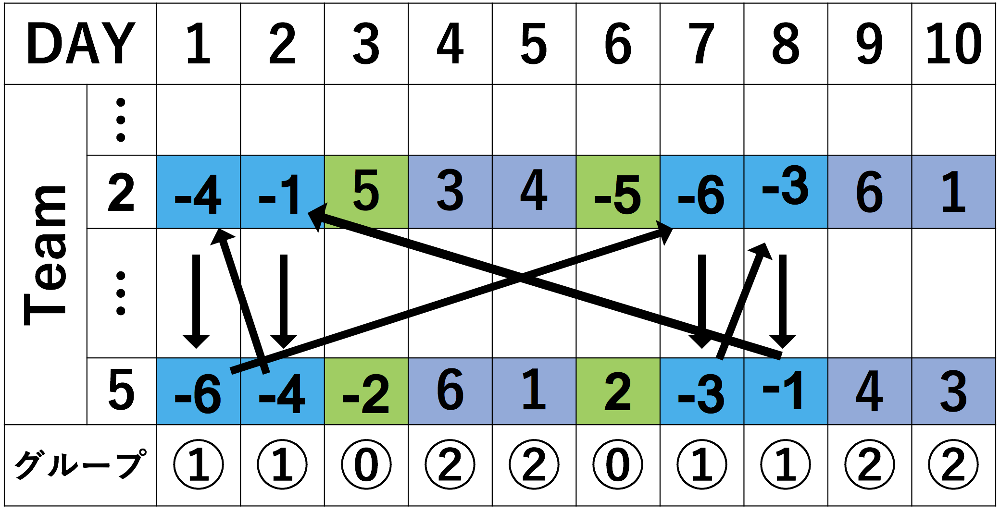 DAY 1 2 3 4 5 6 7 8 9 10
Team
⋮
2 -4 -1 5 3 4 -5 -6 -3 6 1
⋮
5 -6 -4 -2 6 1 2 -3 -1 4 3
グループ ① ① ⓪ ② ② ⓪ ① ① ② ②